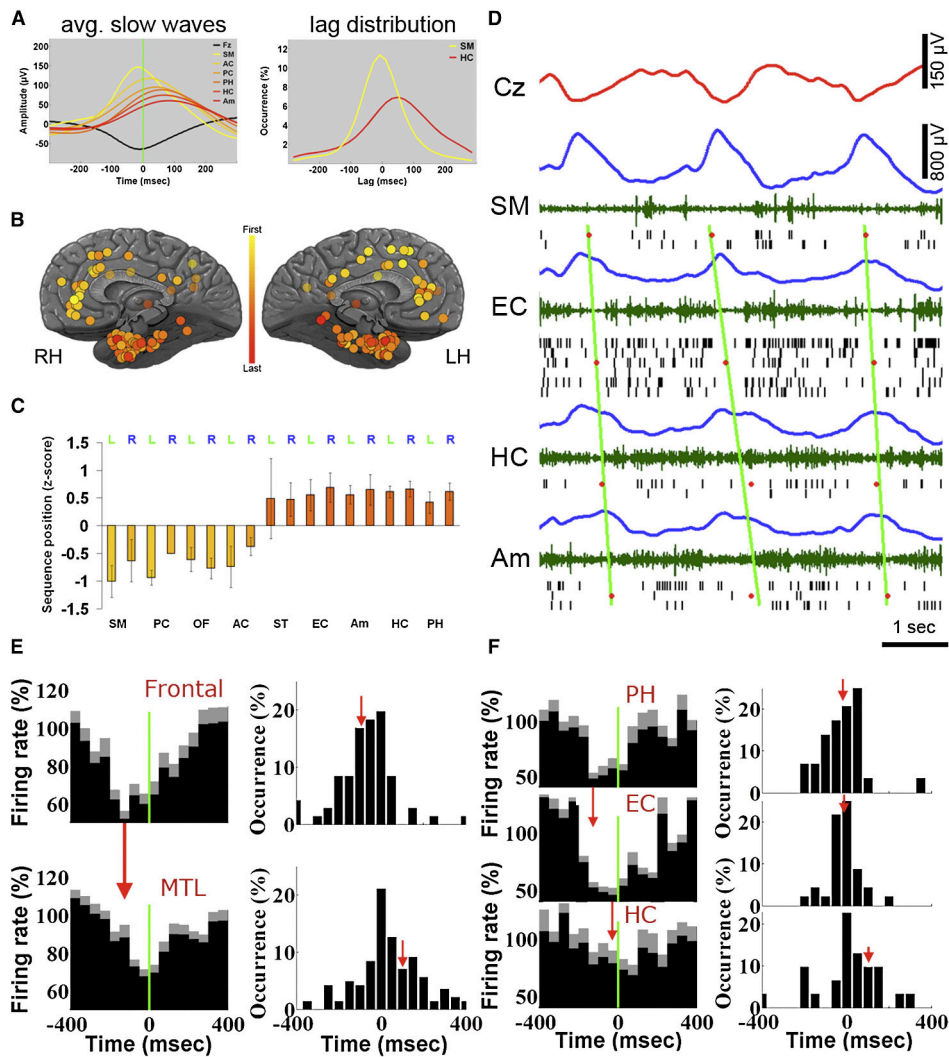 A
avg. slow waves
lag distribution
Amplitude (µV)
200
150
100
50
0
-50
Fz
SM
AC
PC
PH
HC
Am
-200 -100 0 100 200
Time (msec)
Occurrence (%)
12
10
8
6
4
2
SM
HC
-200 -100 0 100 200
Lag (msec)
B
First
Last
RH
LH
C
Sequence position (z-score)
1.5
1
0.5
0
-0.5
-1
-1.5
L R L R L R L R L R L R L R L R L R
SM PC OF AC ST EC Am HC PH
D
Cz
150 µV
800 µV
SM
EC
HC
Am
1 sec
E
Firing rate (%)
120
100
80
60
Frontal
Occurrence (%)
20
10
0
Firing rate (%)
120
100
80
60
MTL
-400 0 400
Time (msec)
Occurrence (%)
20
10
0
-400 0 400
Time (msec)
F
Firing rate (%)
100
50
PH
Occurrence (%)
20
10
0
100
50
EC
Occurrence (%)
20
10
0
Firing rate (%)
100
50
HC
-400 0 400
Time (msec)
Occurrence (%)
20
10
0
-400 0 400
Time (msec)